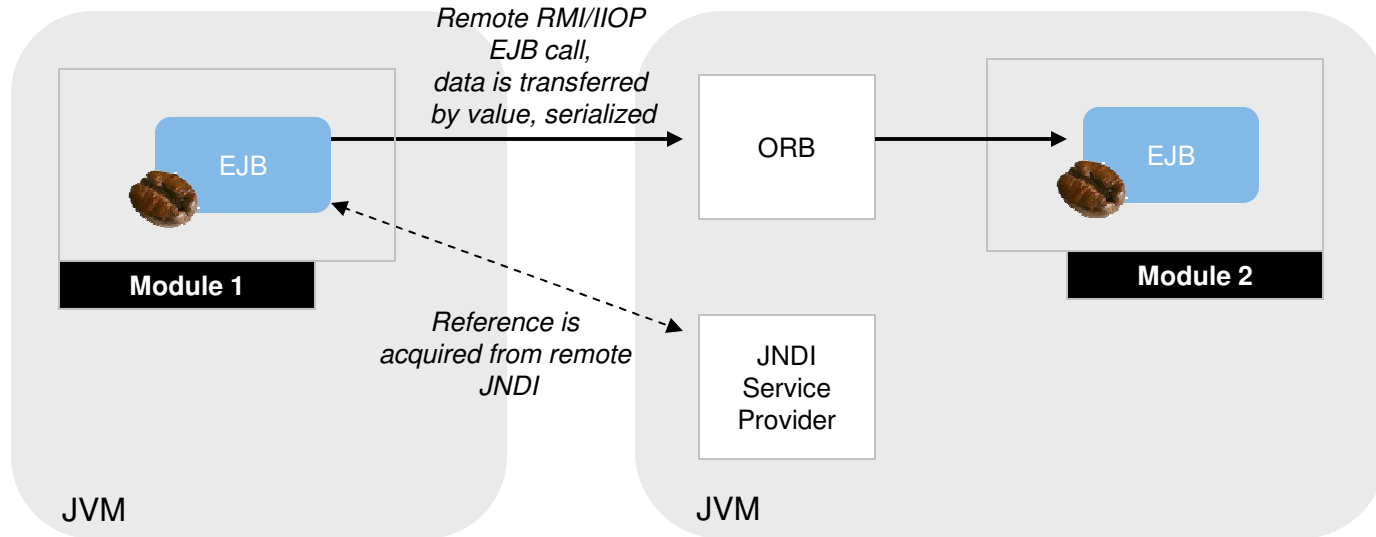 Remote RMI/IIOP
EJB call,
data is transferred
by value, serialized
EJB
ORB
EJB
Module 1
Module 2
Reference is
acquired from remote
JNDI
JNDI
Service
Provider
JVM
JVM